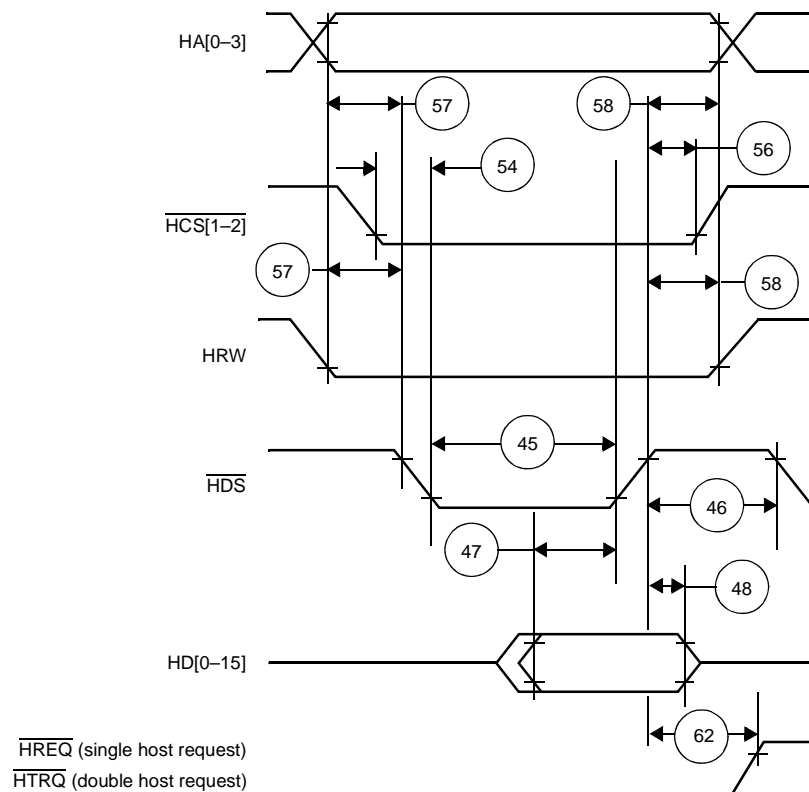 HA[0–3]
57
58
56
54
HCS[1–2]
57
58
HRW
45
HDS
46
47
48
HD[0–15]
62
HREQ (single host request)
HTRQ (double host request)